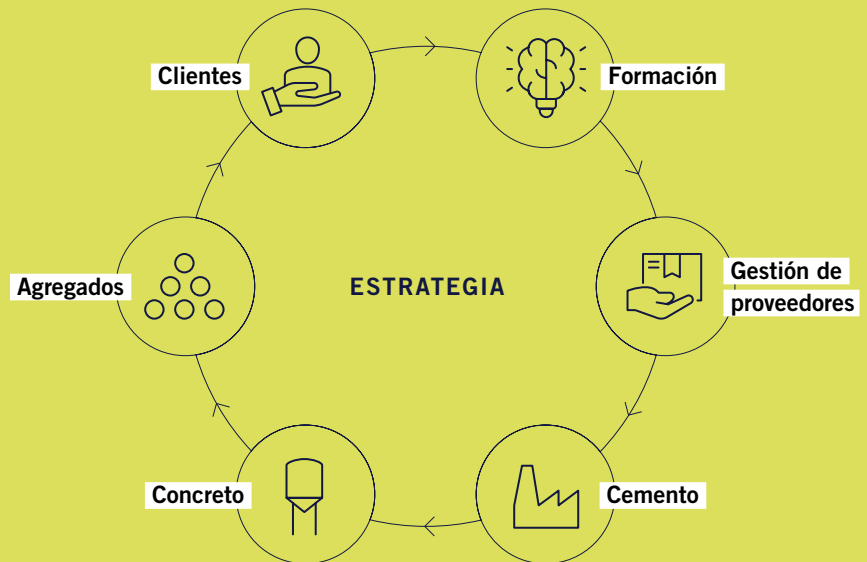 Clientes
Formación
Agregados
ESTRATEGIA
Gestión de
proveedores
Concreto
Cemento